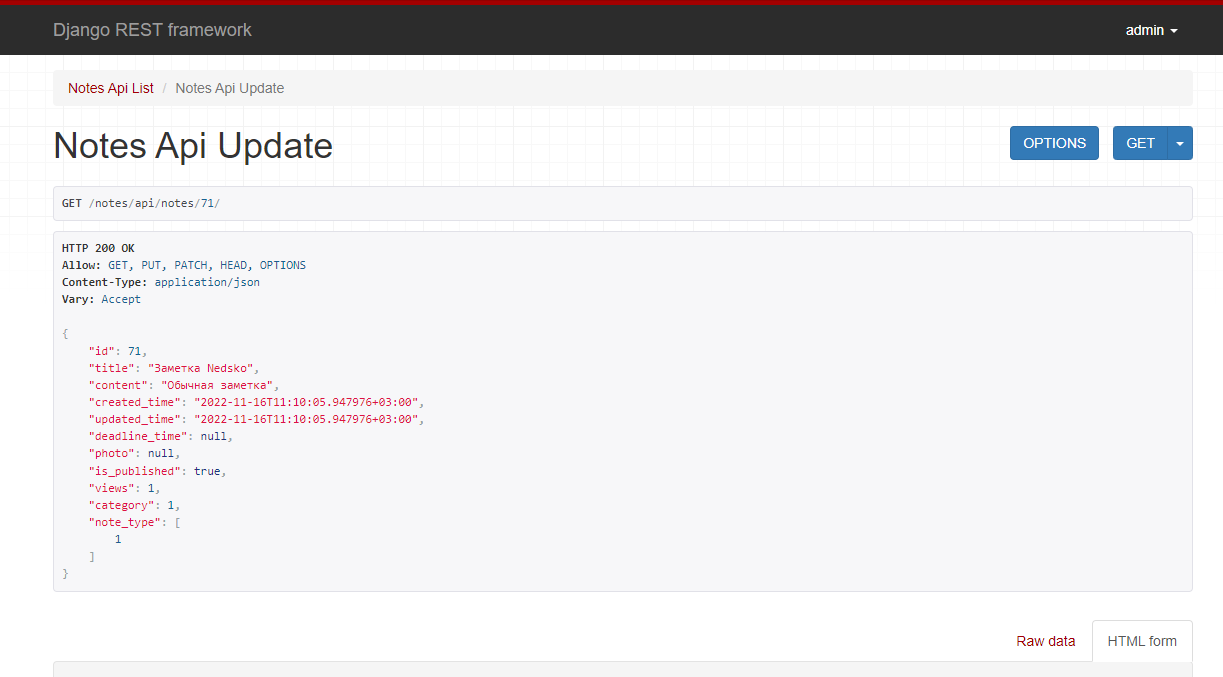 Django REST framework
admin
Notes Api List / Notes Api Update
Notes Api Update
OPTIONS
GET
GET /notes/api/notes/71/
HTTP 200 OK
Allow: GET, PUT, PATCH, HEAD, OPTIONS
Content-Type: application/json
Vary: Accept
{
    "id": 71,
    "title": "Заметка Nedsko",
    "content": "Обычная заметка",
    "created_time": "2022-11-16T11:10:05.947976+03:00",
    "updated_time": "2022-11-16T11:10:05.947976+03:00",
    "deadline_time": null,
    "photo": null,
    "is_published": true,
    "views": 1,
    "category": 1,
    "note_type": [
        1
    ]
}
Raw data
HTML form